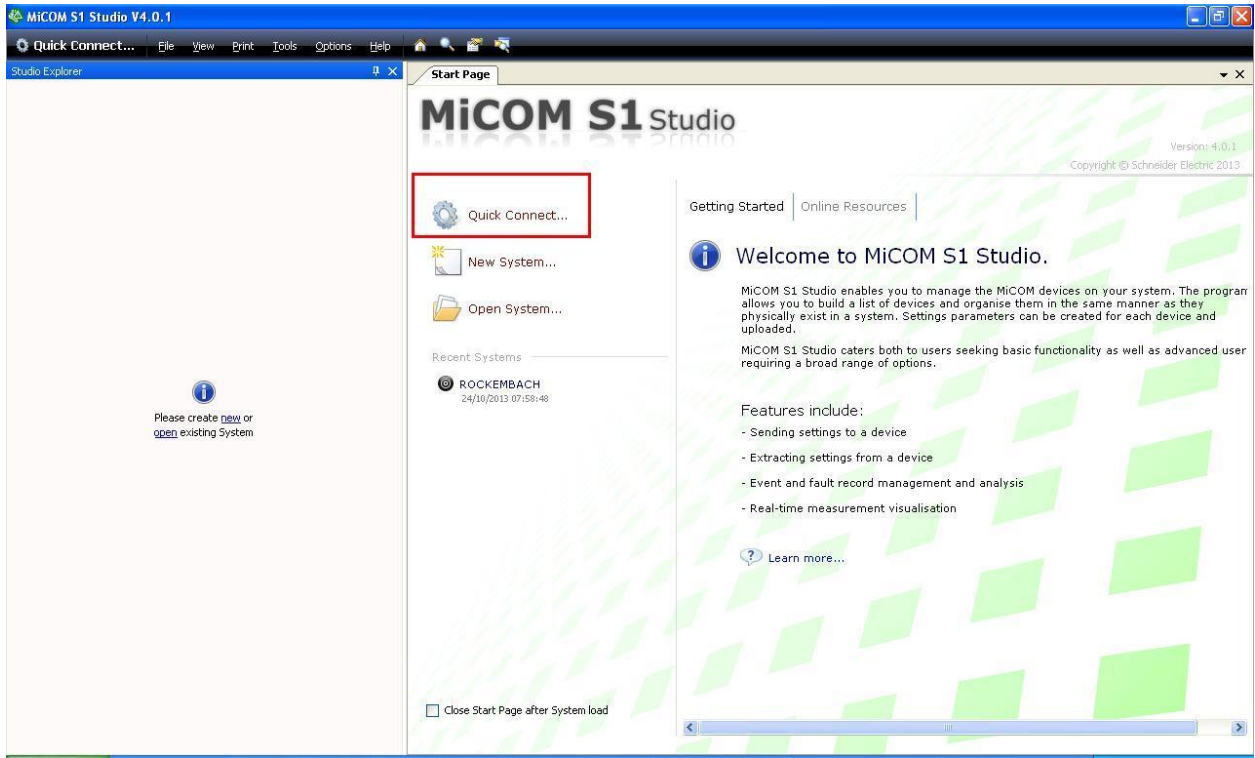 MiCOM S1 Studio V4.0.1
Quick Connect... File View Print Tools Options Help
Studio Explorer
Start Page
MiCOM S1 Studio
Version: 4.0.1
Copyright © Schneider Electric 2013
Quick Connect...
New System...
Open System...
Recent Systems
ROCKEMBACH
24/10/2013 07:58:48
Close Start Page after System load
Please create new or
open existing System
Getting Started Online Resources
Welcome to MiCOM S1 Studio.
MiCOM S1 Studio enables you to manage the MiCOM devices on your system. The program
allows you to build a list of devices and organise them in the same manner as they
physically exist in a system. Settings parameters can be created for each device and
uploaded.
MiCOM S1 Studio caters both to users seeking basic functionality as well as advanced user
requiring a broad range of options.
Features include:
- Sending settings to a device
- Extracting settings from a device
- Event and fault record management and analysis
- Real-time measurement visualisation
Learn more...